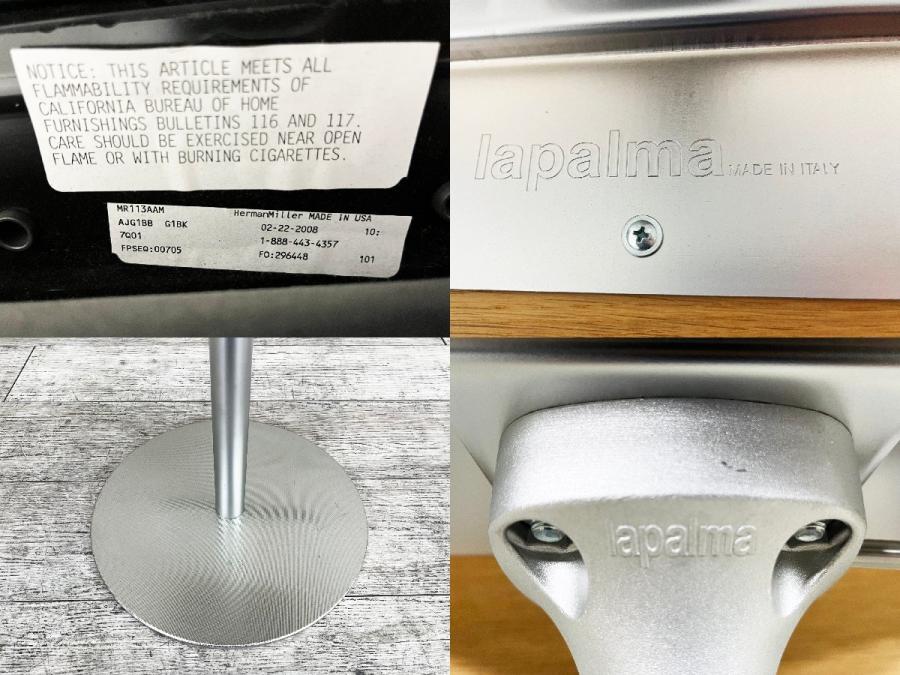 NOTICE: THIS ARTICLE MEETS ALL
FLAMMABILITY REQUIREMENTS OF
CALIFORNIA BUREAU OF HOME
FURNISHINGS BULLETINS 116 AND 117.
CARE SHOULD BE EXERCISED NEAR OPEN
FLAME OR WITH BURNING CIGARETTES.
MR113AAM HermanMiller MADE IN USA
AJG1BB G1BK 02-22-2008 10:
7Q01 1-888-443-4357
FPSEQ:00705 FO:296448 101
lapalma MADE IN ITALY
lapalma